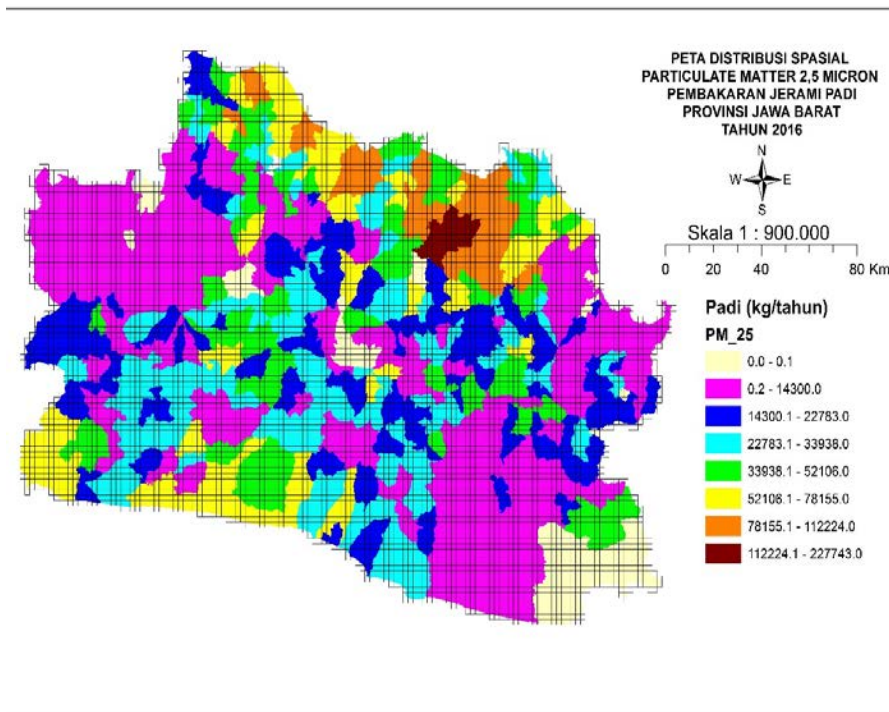 PETA DISTRIBUSI SPASIAL
PARTICULATE MATTER 2,5 MICRON
PEMBAKARAN JERAMI PADI
PROVINSI JAWA BARAT
TAHUN 2016
N
W E
S
Skala 1 : 900.000
0 20 40 80 Km
Padi (kg/tahun)
PM_25
0.0 - 0.1
0.2 - 14300.0
14300.1 - 22783.0
22783.1 - 33938.0
33938.1 - 52106.0
52106.1 - 78155.0
78155.1 - 112224.0
112224.1 - 227743.0